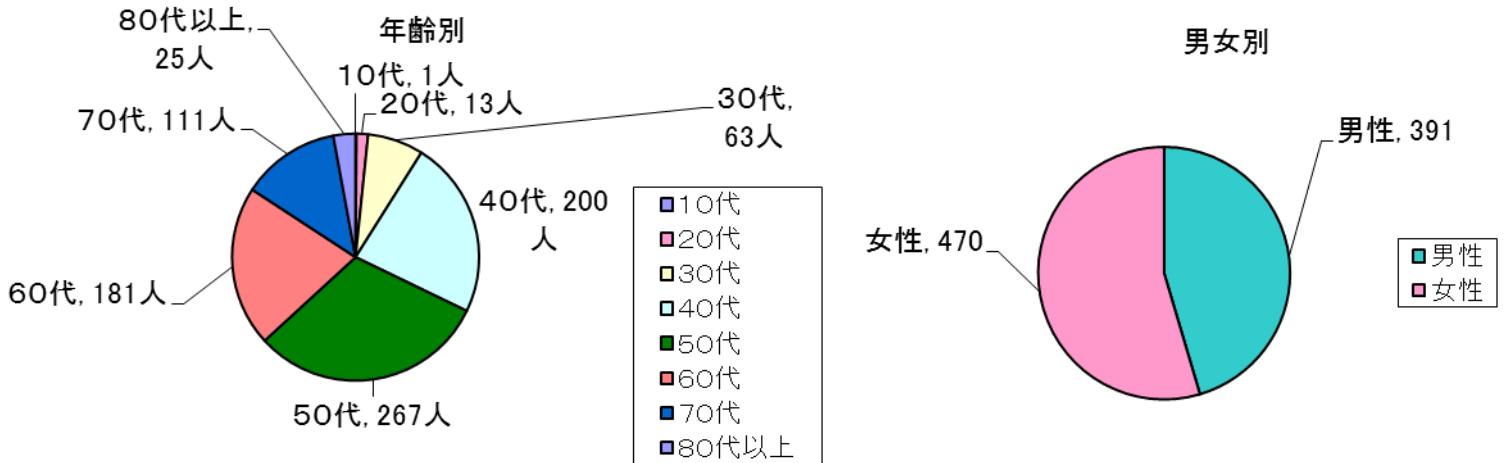 年齢別
80代以上,
25人
10代, 1人
20代, 13人
30代,
63人
70代, 111人
40代, 200
人
60代, 181人
50代, 267人
10代
20代
30代
40代
50代
60代
70代
80代以上
男女別
男性, 391
女性, 470
男性
女性